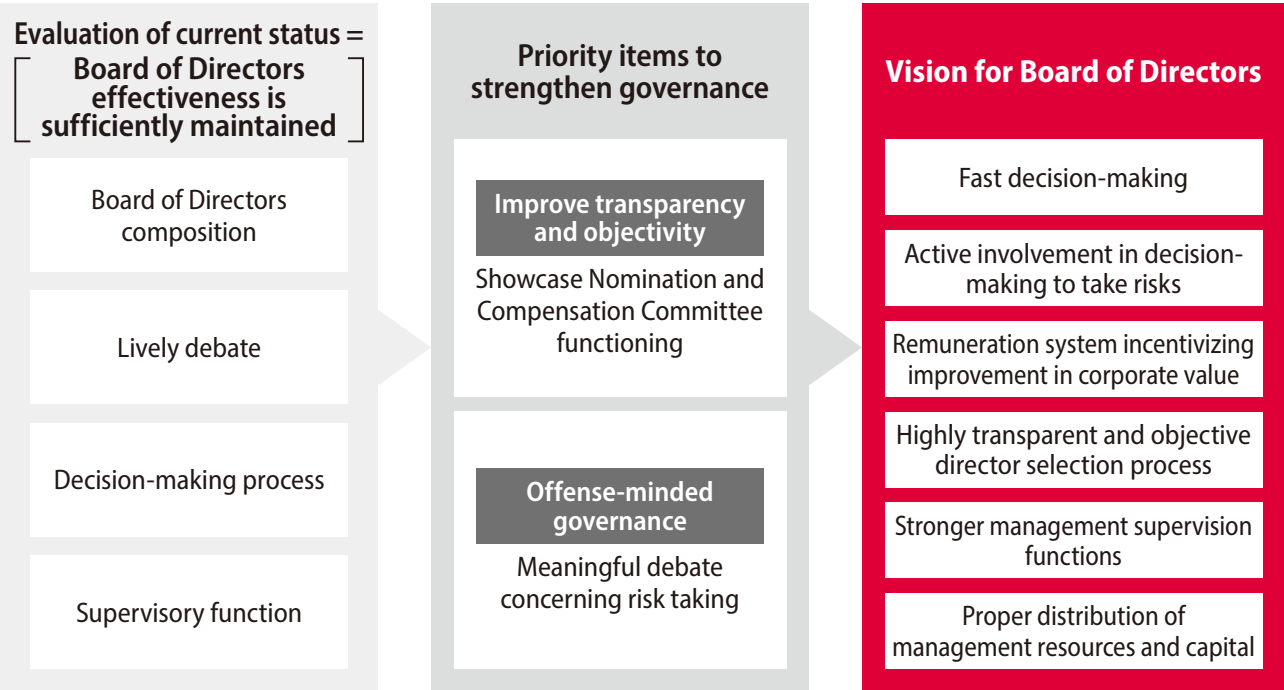 Evaluation of current status =
Board of Directors
effectiveness is
sufficiently maintained
Board of Directors
composition
Lively debate
Decision-making process
Supervisory function
Priority items to
strengthen governance
Improve transparency
and objectivity
Showcase Nomination and
Compensation Committee
functioning
Offense-minded
governance
Meaningful debate
concerning risk taking
Vision for Board of Directors
Fast decision-making
Active involvement in decision-
making to take risks
Remuneration system incentivizing
improvement in corporate value
Highly transparent and objective
director selection process
Stronger management supervision
functions
Proper distribution of
management resources and capital